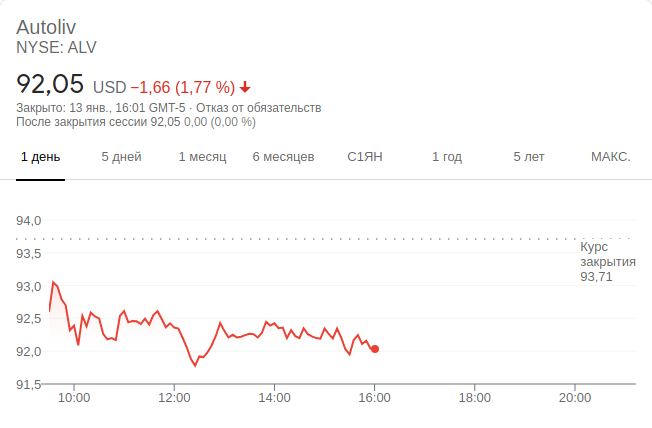 Autoliv
NYSE: ALV
92,05 USD −1,66 (1,77 %)
Закрыто: 13 янв., 16:01 GMT-5 · Отказ от обязательств
После закрытия сессии 92,05 0,00 (0,00 %)
1 день 5 дней 1 месяц 6 месяцев С1ЯН 1 год 5 лет МАКС.
94,0
93,5
93,0
92,5
92,0
91,5
Курс
закрытия
93,71
10:00 12:00 14:00 16:00 18:00 20:00